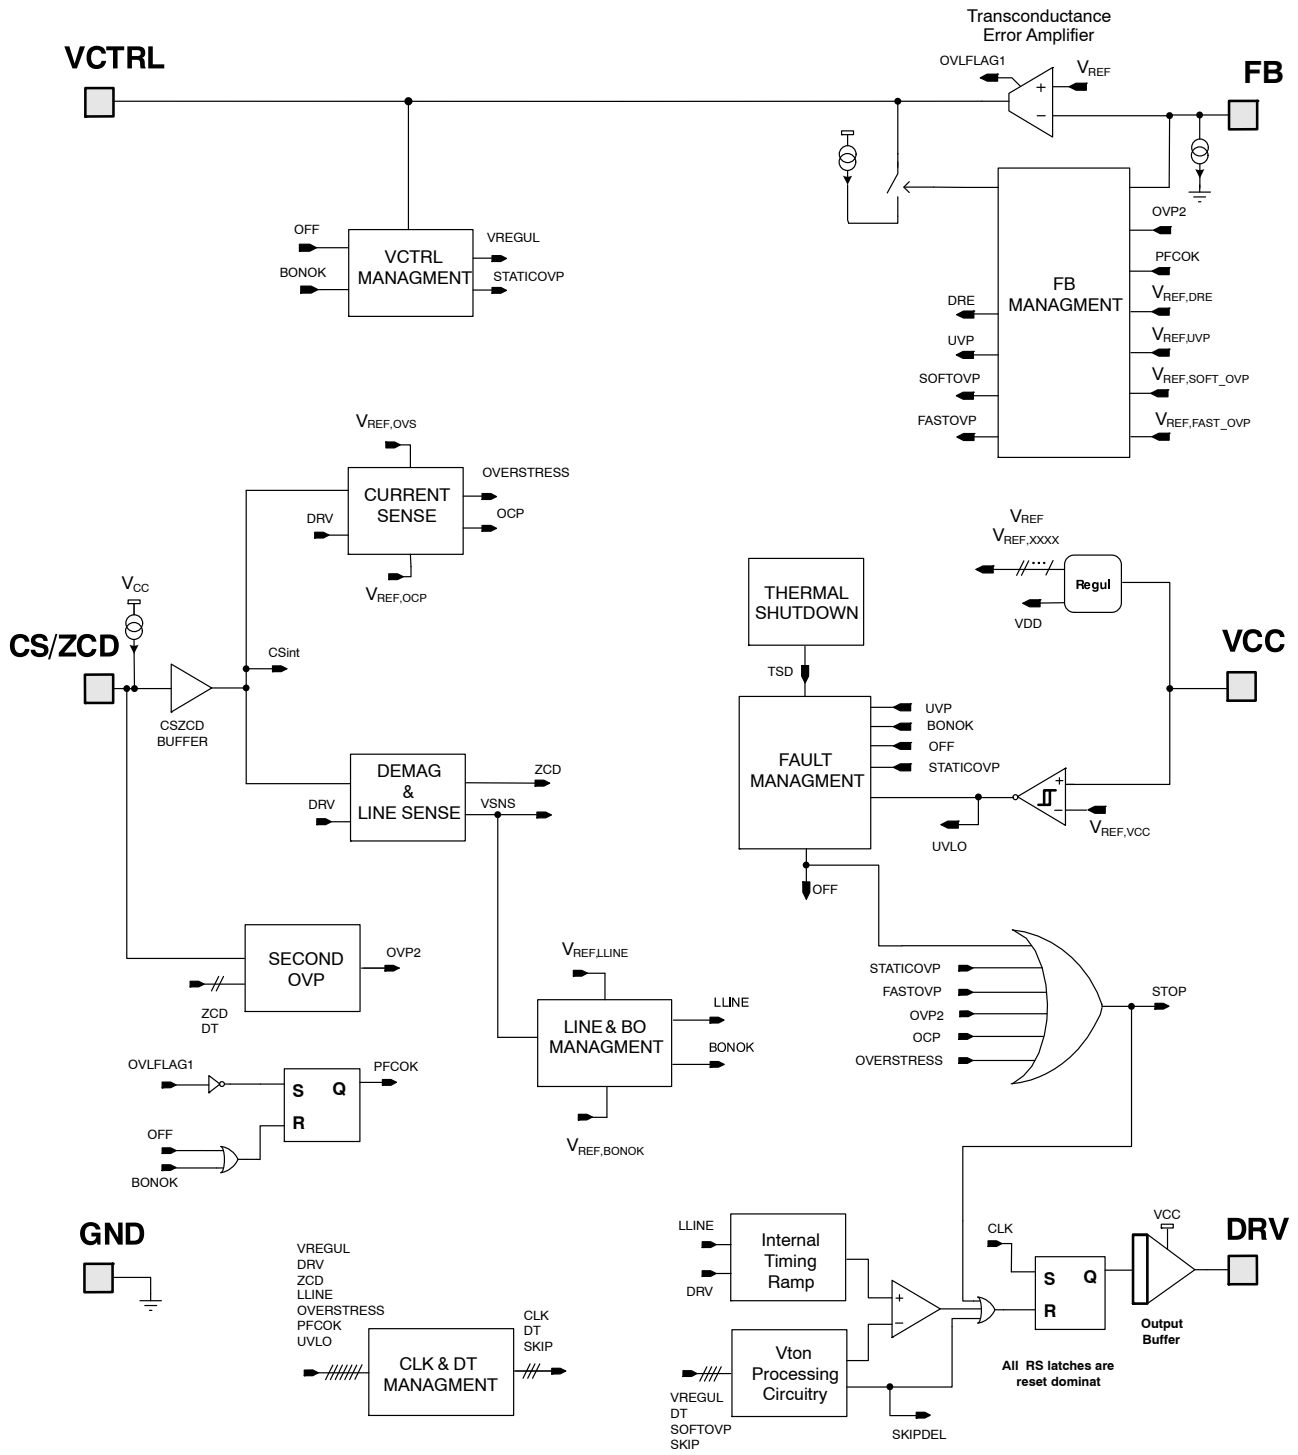 Transconductance
Error Amplifier
VCTRL
OVLFLAG1
VREF
FB
+
−
OFF
BONOK
VCTRL
MANAGMENT
VREGUL
STATICOVP
FB
MANAGMENT
OVP2
PFCOK
VREF,DRE
VREF,UVP
VREF,SOFT_OVP
VREF,FAST_OVP
DRE
UVP
SOFTOVP
FASTOVP
VREF,OVS
CURRENT
SENSE
OVERSTRESS
OCP
DRV
VREF,OCP
VREF
VREF,XXXX
...
Regul
VDD
THERMAL
SHUTDOWN
TSD
VCC
CS/ZCD
CSint
CSZCD
BUFFER
VCC
FAULT
MANAGMENT
UVP
BONOK
OFF
STATICOVP
+
−
VREF,VCC
UVLO
OFF
DEMAG
&
LINE SENSE
DRV
ZCD
VSNS
SECOND
OVP
OVP2
ZCD
DT
VREF,LLINE
LINE & BO
MANAGMENT
LLINE
BONOK
VREF,BONOK
STATICOVP
FASTOVP
OVP2
OCP
OVERSTRESS
STOP
OVLFLAG1
S
Q
R
PFCOK
OFF
BONOK
GND
VREGUL
DRV
ZCD
LLINE
OVERSTRESS
PFCOK
UVLO
CLK & DT
MANAGMENT
CLK
DT
SKIP
LLINE
DRV
Internal
Timing
Ramp
Vton
Processing
Circuitry
VREGUL
DT
SOFTOVP
SKIP
+
−
SKIPDEL
CLK
S
Q
R
VCC
DRV
Output
Buffer
All RS latches are
reset dominat